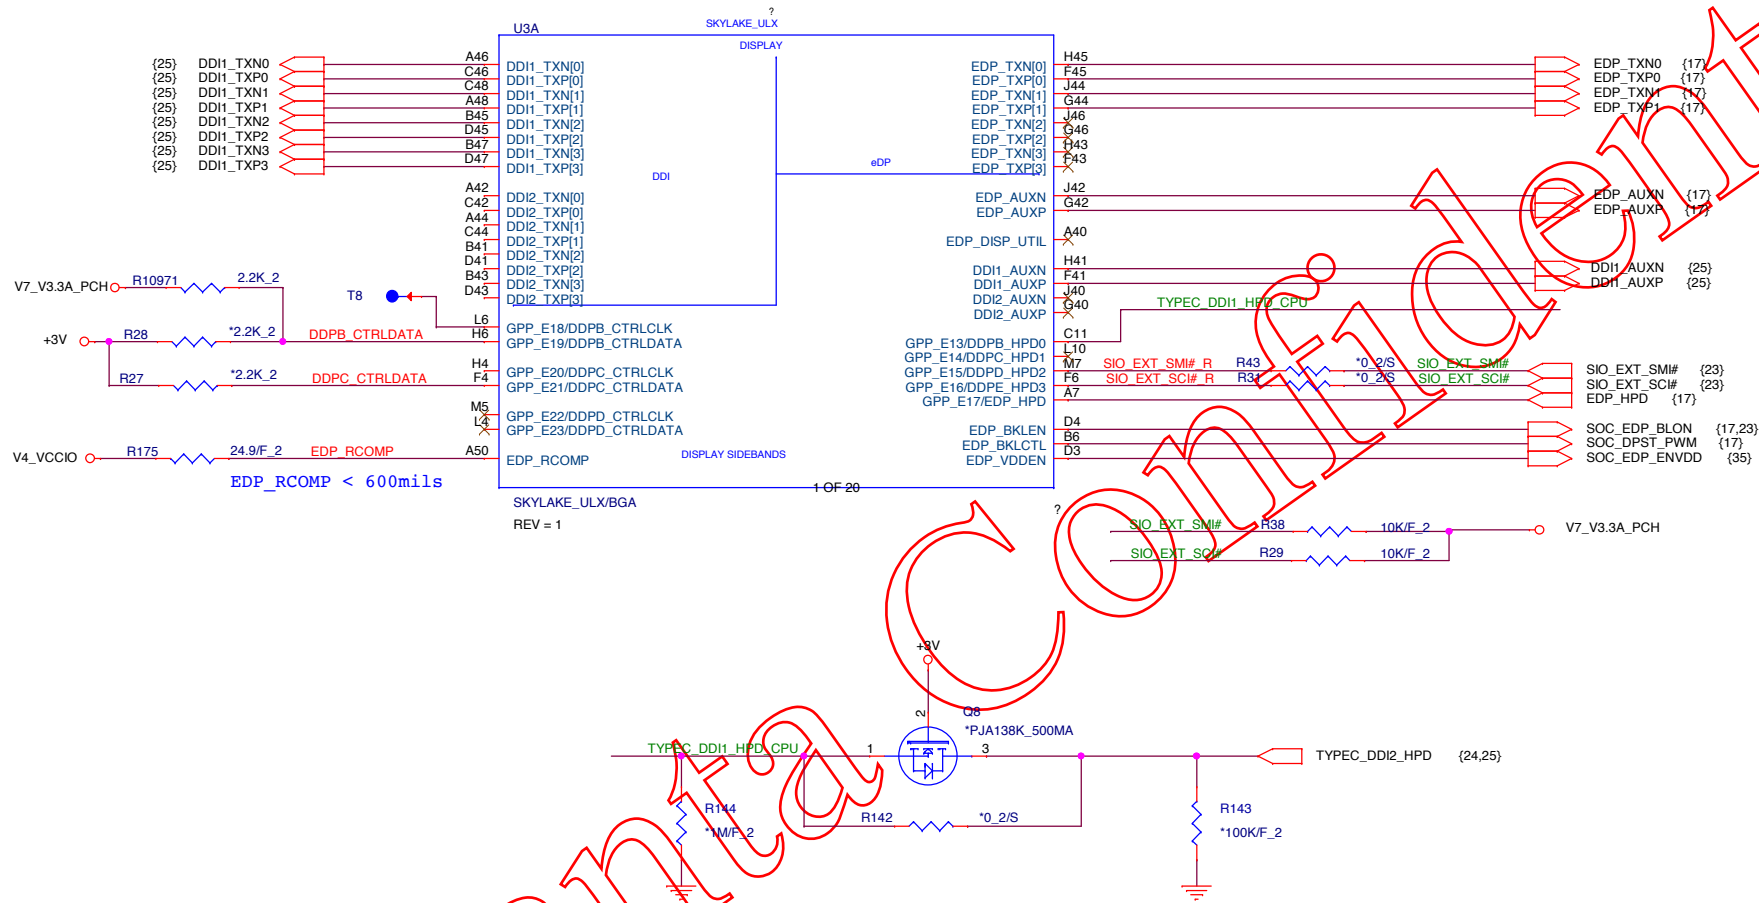 ?
SKYLAKE_ULX
U3A
DISPLAY
{25} DDI1_TXN0 A46 DDI1_TXN[0]
{25} DDI1_TXP0 C46 DDI1_TXP[0]
{25} DDI1_TXN1 C48 DDI1_TXN[1]
{25} DDI1_TXP1 A48 DDI1_TXP[1]
{25} DDI1_TXN2 B45 DDI1_TXN[2]
{25} DDI1_TXP2 D45 DDI1_TXP[2]
{25} DDI1_TXN3 B47 DDI1_TXN[3]
{25} DDI1_TXP3 D47 DDI1_TXP[3]
A42 DDI2_TXN[0]
C42 DDI2_TXP[0]
A44 DDI2_TXN[1]
C44 DDI2_TXP[1]
B41 DDI2_TXN[2]
D41 DDI2_TXP[2]
B43 DDI2_TXN[3]
D43 DDI2_TXP[3]
DDI
eDP
V7_V3.3A_PCH R10971 2.2K_2
T8
L6 GPP_E18/DDPB_CTRLCLK
+3V R28 *2.2K_2 DDPB_CTRLDATA H6 GPP_E19/DDPB_CTRLDATA
H4 GPP_E20/DDPC_CTRLCLK
R27 *2.2K_2 DDPC_CTRLDATA F4 GPP_E21/DDPC_CTRLDATA
M5 GPP_E22/DDPD_CTRLCLK
L4 GPP_E23/DDPD_CTRLDATA
V4_VCCIO R175 24.9/F_2 EDP_RCOMP A50 EDP_RCOMP
DISPLAY SIDEBANDS
EDP_RCOMP < 600mils
EDP_TXN[0] H45 EDP_TXN0 {17}
EDP_TXP[0] F45 EDP_TXP0 {17}
EDP_TXN[1] J44 EDP_TXN1 {17}
EDP_TXP[1] G44 EDP_TXP1 {17}
EDP_TXN[2] J46
EDP_TXP[2] G46
EDP_TXN[3] H43
EDP_TXP[3] F43
EDP_AUXN J42 EDP_AUXN {17}
EDP_AUXP G42 EDP_AUXP {17}
EDP_DISP_UTIL A40
DDI1_AUXN H41 DDI1_AUXN {25}
DDI1_AUXP F41 DDI1_AUXP {25}
DDI2_AUXN J40
DDI2_AUXP G40
TYPEC_DDI1_HPD_CPU
GPP_E13/DDPB_HPD0 C11
GPP_E14/DDPC_HPD1 L10
GPP_E15/DDPD_HPD2 M7 SIO_EXT_SMI#_R R43 *0_2/S SIO_EXT_SMI# SIO_EXT_SMI# {23}
GPP_E16/DDPE_HPD3 F6 SIO_EXT_SCI#_R R31 *0_2/S SIO_EXT_SCI# SIO_EXT_SCI# {23}
GPP_E17/EDP_HPD A7 EDP_HPD {17}
EDP_BKLEN D4 SOC_EDP_BLON {17,23}
EDP_BKLCTL B6 SOC_DPST_PWM {17}
EDP_VDDEN D3 SOC_EDP_ENVDD {35}
1 OF 20
SKYLAKE_ULX/BGA
REV = 1
?
SIO_EXT_SMI# R38 10K/F_2 V7_V3.3A_PCH
SIO_EXT_SCI# R29 10K/F_2
+3V
2 Q8
*PJA138K_500MA
TYPEC_DDI1_HPD_CPU 1 3 TYPEC_DDI2_HPD {24,25}
R144
*1M/F_2
R142 *0_2/S
R143
*100K/F_2